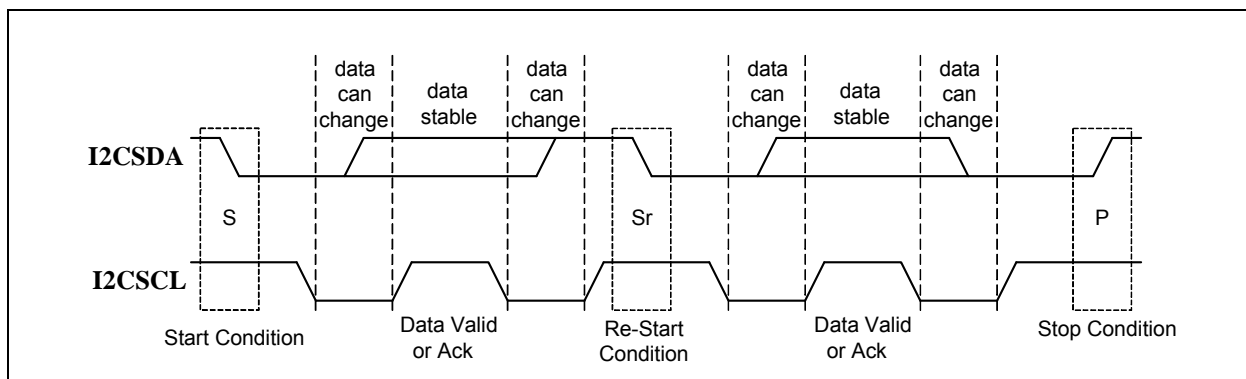 data
can
change
data
stable
data
can
change
data
can
change
data
stable
data
can
change
I2CSDA
S
Sr
P
I2CSCL
Start Condition
Data Valid
or Ack
Re-Start
Condition
Data Valid
or Ack
Stop Condition